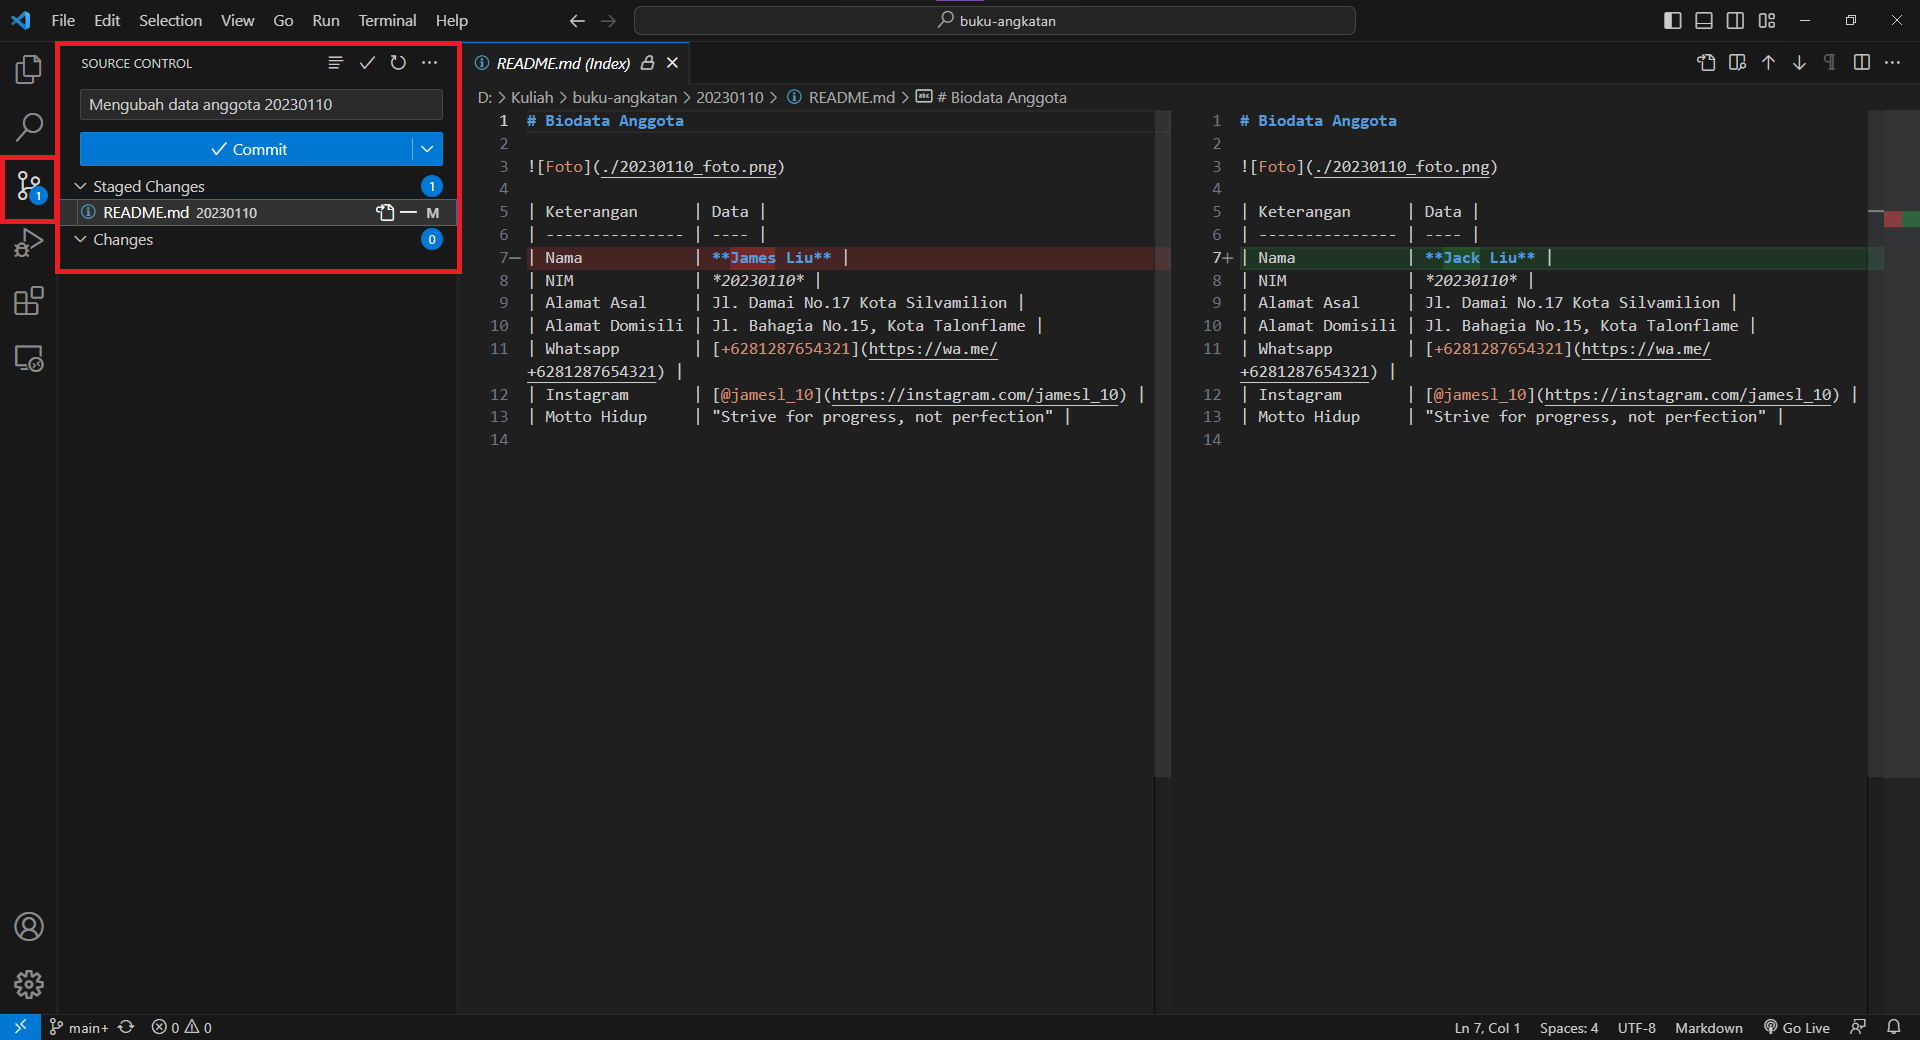 File Edit Selection View Go Run Terminal Help
buku-angkatan
SOURCE CONTROL
Mengubah data anggota 20230110
Commit
Staged Changes 1
README.md 20230110 M
Changes 0
1
README.md (Index)
D: > Kuliah > buku-angkatan > 20230110 > README.md > abc # Biodata Anggota
1 # Biodata Anggota
2
3 ![Foto](./20230110_foto.png)
4
5 | Keterangan | Data |
6 | --------------- | ---- |
7− | Nama | **James Liu** |
8 | NIM | *20230110* |
9 | Alamat Asal | Jl. Damai No.17 Kota Silvamilion |
10 | Alamat Domisili | Jl. Bahagia No.15, Kota Talonflame |
11 | Whatsapp | [+6281287654321](https://wa.me/
+6281287654321) |
12 | Instagram | [@jamesl_10](https://instagram.com/jamesl_10) |
13 | Motto Hidup | "Strive for progress, not perfection" |
14
1 # Biodata Anggota
2
3 ![Foto](./20230110_foto.png)
4
5 | Keterangan | Data |
6 | --------------- | ---- |
7+ | Nama | **Jack Liu** |
8 | NIM | *20230110* |
9 | Alamat Asal | Jl. Damai No.17 Kota Silvamilion |
10 | Alamat Domisili | Jl. Bahagia No.15, Kota Talonflame |
11 | Whatsapp | [+6281287654321](https://wa.me/
+6281287654321) |
12 | Instagram | [@jamesl_10](https://instagram.com/jamesl_10) |
13 | Motto Hidup | "Strive for progress, not perfection" |
14
main+ 0 0 Ln 7, Col 1 Spaces: 4 UTF-8 Markdown Go Live